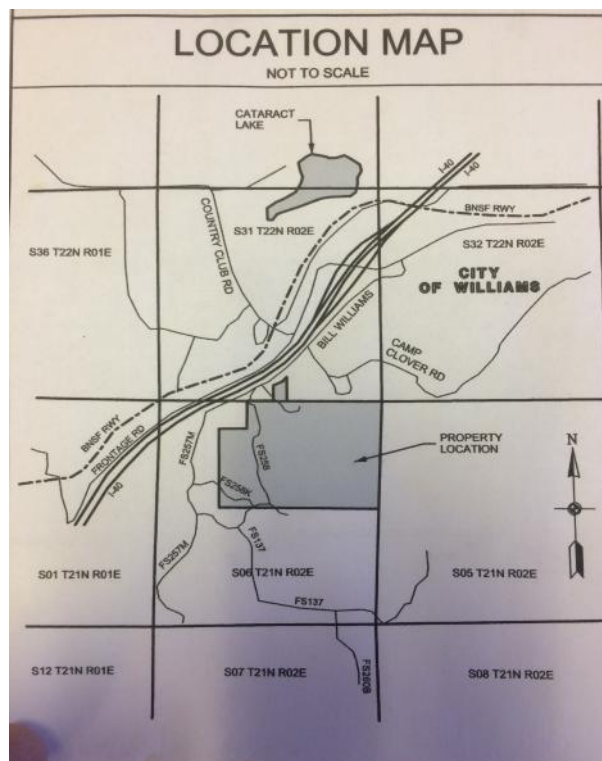 LOCATION MAP
NOT TO SCALE
CATARACT
LAKE
I-40
I-40
BNSF RWY
COUNTRY CLUB RD
S36 T22N R01E
S31 T22N R02E
S32 T22N R02E
CITY
OF WILLIAMS
BILL WILLIAMS
CAMP
CLOVER RD
BNSF RWY
FRONTAGE RD
I-40
FS257M
FS258
PROPERTY
LOCATION
N
FS258K
FS137
FS257M
S01 T21N R01E
S06 T21N R02E
S05 T21N R02E
FS137
S12 T21N R01E
S07 T21N R02E
FS260B
S08 T21N R02E